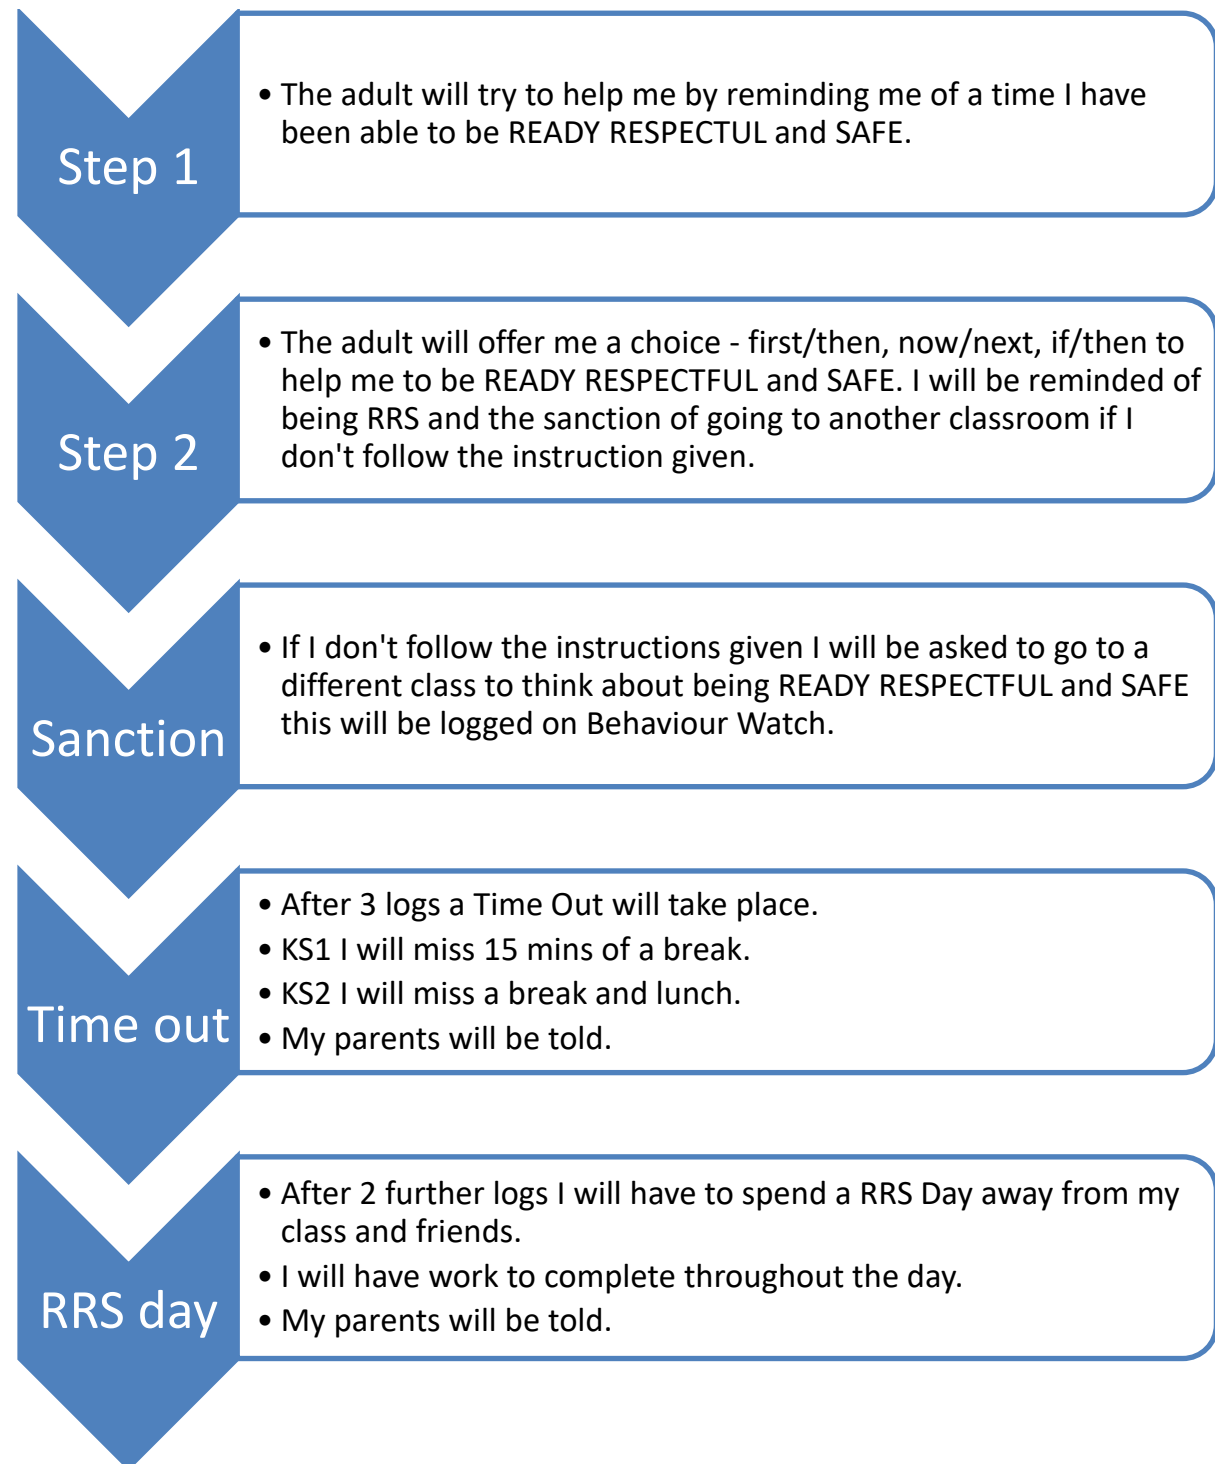 Step 1
• The adult will try to help me by reminding me of a time I have
been able to be READY RESPECTUL and SAFE.
Step 2
• The adult will offer me a choice - first/then, now/next, if/then to
help me to be READY RESPECTFUL and SAFE. I will be reminded of
being RRS and the sanction of going to another classroom if I
don't follow the instruction given.
Sanction
• If I don't follow the instructions given I will be asked to go to a
different class to think about being READY RESPECTFUL and SAFE
this will be logged on Behaviour Watch.
Time out
• After 3 logs a Time Out will take place.
• KS1 I will miss 15 mins of a break.
• KS2 I will miss a break and lunch.
• My parents will be told.
RRS day
• After 2 further logs I will have to spend a RRS Day away from my
class and friends.
• I will have work to complete throughout the day.
• My parents will be told.